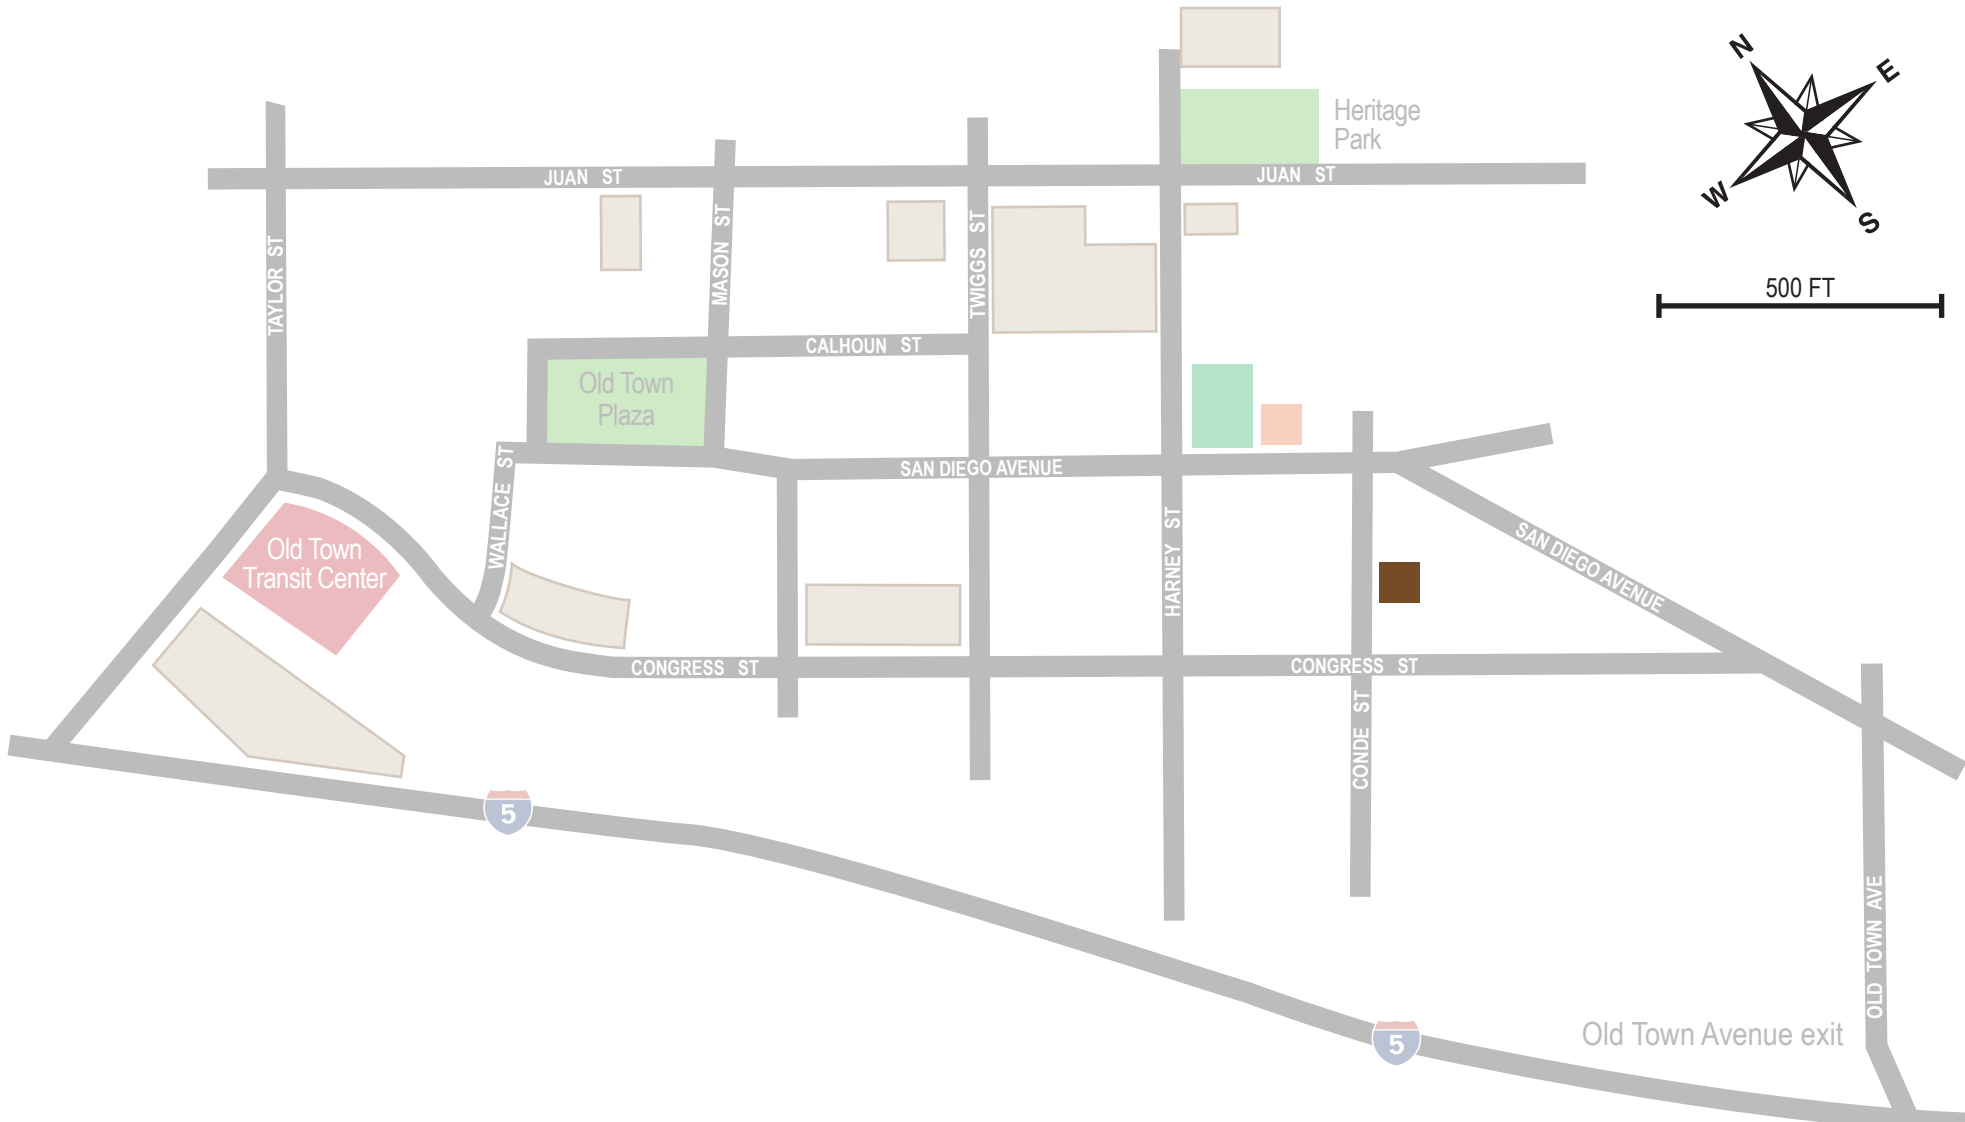 N
E
W
S
500 FT
Heritage
Park
JUAN ST
JUAN ST
TAYLOR ST
MASON ST
TWIGGS ST
CALHOUN ST
Old Town
Plaza
WALLACE ST
SAN DIEGO AVENUE
HARNEY ST
SAN DIEGO AVENUE
Old Town
Transit Center
CONGRESS ST
CONGRESS ST
CONDE ST
5
OLD TOWN AVE
Old Town Avenue exit
5